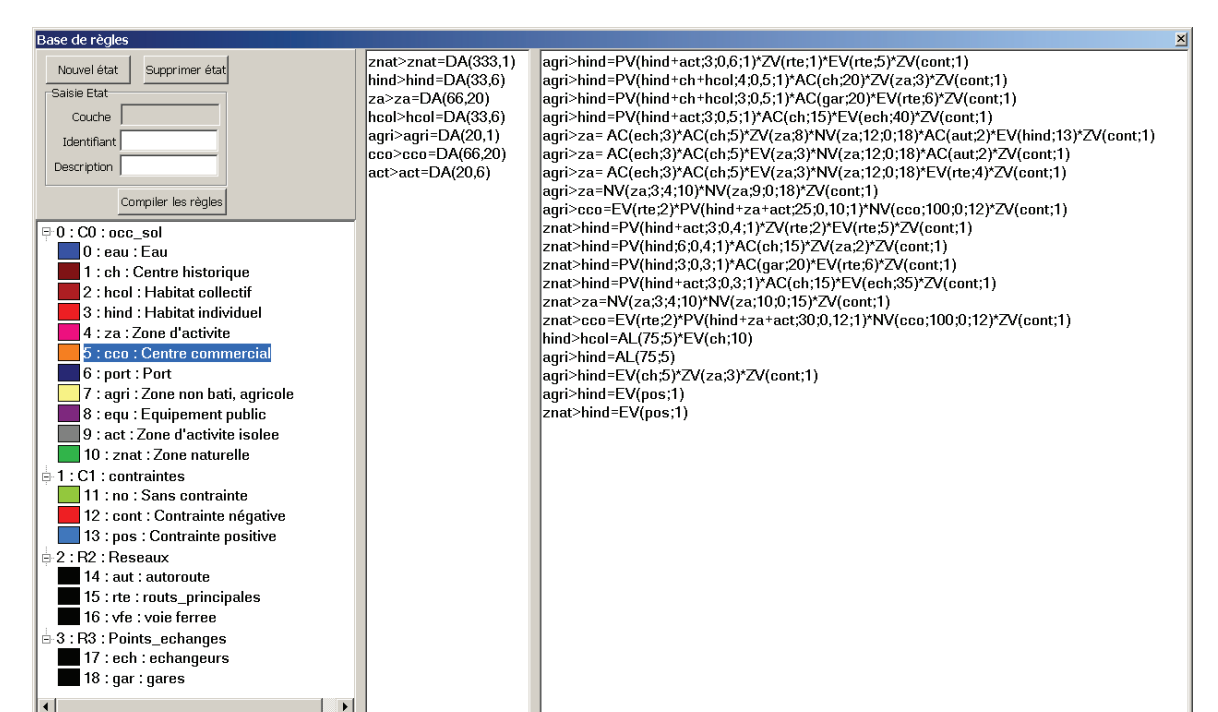 Base de règles
Nouvel état
Supprimer état
Saisie Etat
Couche
Identifiant
Description
Compiler les règles
0 : C0 : occ_sol
0 : eau : Eau
1 : ch : Centre historique
2 : hcol : Habitat collectif
3 : hind : Habitat individuel
4 : za : Zone d'activite
5 : cco : Centre commercial
6 : port : Port
7 : agri : Zone non bati, agricole
8 : equ : Equipement public
9 : act : Zone d'activite isolee
10 : znat : Zone naturelle
1 : C1 : contraintes
11 : no : Sans contrainte
12 : cont : Contrainte négative
13 : pos : Contrainte positive
2 : R2 : Reseaux
14 : aut : autoroute
15 : rte : routs_principales
16 : vfe : voie ferree
3 : R3 : Points_echanges
17 : ech : echangeurs
18 : gar : gares
znat>znat=DA(333,1)
hind>hind=DA(33,6)
za>za=DA(66,20)
hcol>hcol=DA(33,6)
agri>agri=DA(20,1)
cco>cco=DA(66,20)
act>act=DA(20,6)
agri>hind=PV(hind+act;3;0,6;1)*ZV(rte;1)*EV(rte;5)*ZV(cont;1)
agri>hind=PV(hind+ch+hcol;4;0,5;1)*AC(ch;20)*ZV(za;3)*ZV(cont;1)
agri>hind=PV(hind+ch+hcol;3;0,5;1)*AC(gar;20)*EV(rte;6)*ZV(cont;1)
agri>hind=PV(hind+act;3;0,5;1)*AC(ch;15)*EV(ech;40)*ZV(cont;1)
agri>za= AC(ech;3)*AC(ch;5)*ZV(za;8)*NV(za;12;0;18)*AC(aut;2)*EV(hind;13)*ZV(cont;1)
agri>za= AC(ech;3)*AC(ch;5)*EV(za;3)*NV(za;12;0;18)*AC(aut;2)*ZV(cont;1)
agri>za= AC(ech;3)*AC(ch;5)*EV(za;3)*NV(za;12;0;18)*EV(rte;4)*ZV(cont;1)
agri>za=NV(za;3;4;10)*NV(za;9;0;18)*ZV(cont;1)
agri>cco=EV(rte;2)*PV(hind+za+act;25;0,10;1)*NV(cco;100;0;12)*ZV(cont;1)
znat>hind=PV(hind+act;3;0,4;1)*ZV(rte;2)*EV(rte;5)*ZV(cont;1)
znat>hind=PV(hind;6;0,4;1)*AC(ch;15)*ZV(za;2)*ZV(cont;1)
znat>hind=PV(hind;3;0,3;1)*AC(gar;20)*EV(rte;6)*ZV(cont;1)
znat>hind=PV(hind+act;3;0,3;1)*AC(ch;15)*EV(ech;35)*ZV(cont;1)
znat>za=NV(za;3;4;10)*NV(za;10;0;15)*ZV(cont;1)
znat>cco=EV(rte;2)*PV(hind+za+act;30;0,12;1)*NV(cco;100;0;12)*ZV(cont;1)
hind>hcol=AL(75;5)*EV(ch;10)
agri>hind=AL(75;5)
agri>hind=EV(ch;5)*ZV(za;3)*ZV(cont;1)
agri>hind=EV(pos;1)
znat>hind=EV(pos;1)